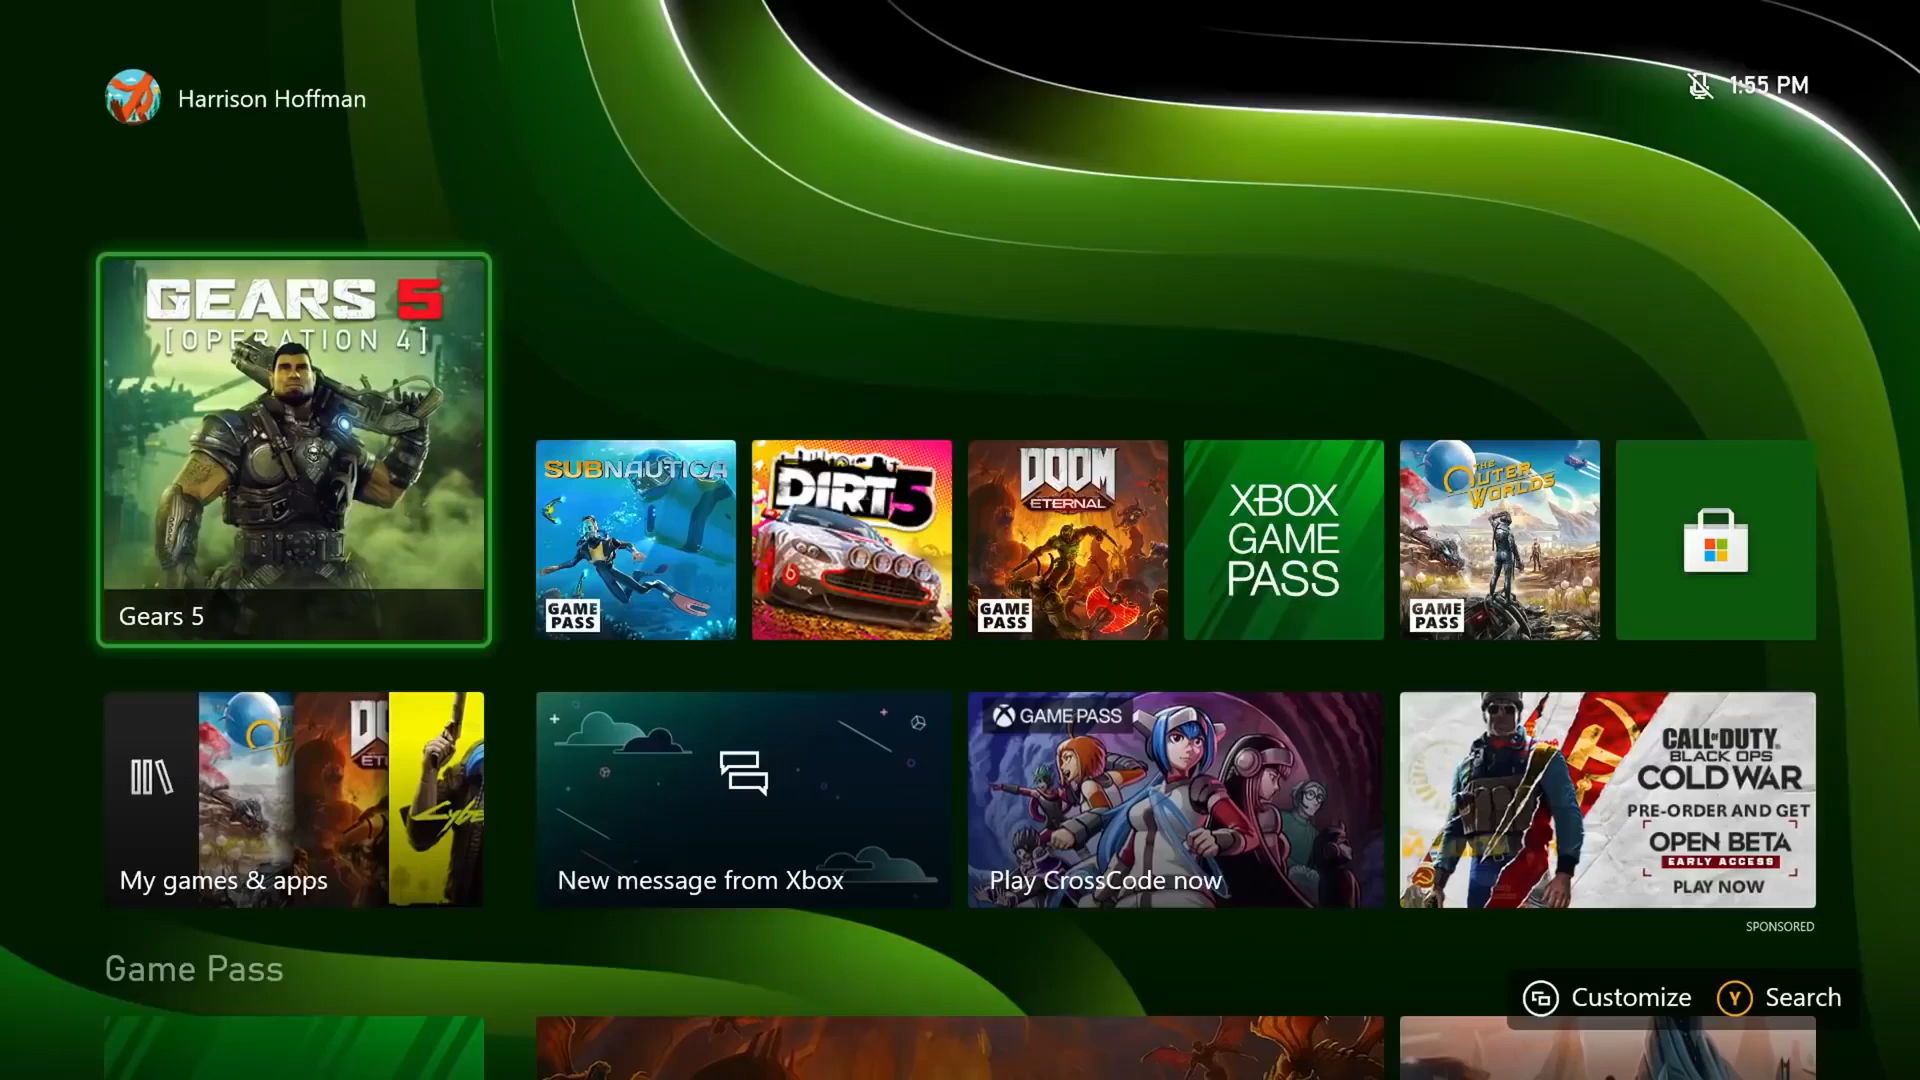 Harrison Hoffman
1:55 PM
GEARS 5
[OPERATION 4]
Gears 5
SUBNAUTICA
GAME
PASS
DIRT 5
DOOM
ETERNAL
GAME
PASS
XBOX
GAME
PASS
THE
OUTER
WORLDS
GAME
PASS
My games & apps
New message from Xbox
GAME PASS
Play CrossCode now
CALL OF DUTY
BLACK OPS
COLD WAR
PRE-ORDER AND GET
OPEN BETA
EARLY ACCESS
PLAY NOW
SPONSORED
Game Pass
Customize
Y
Search